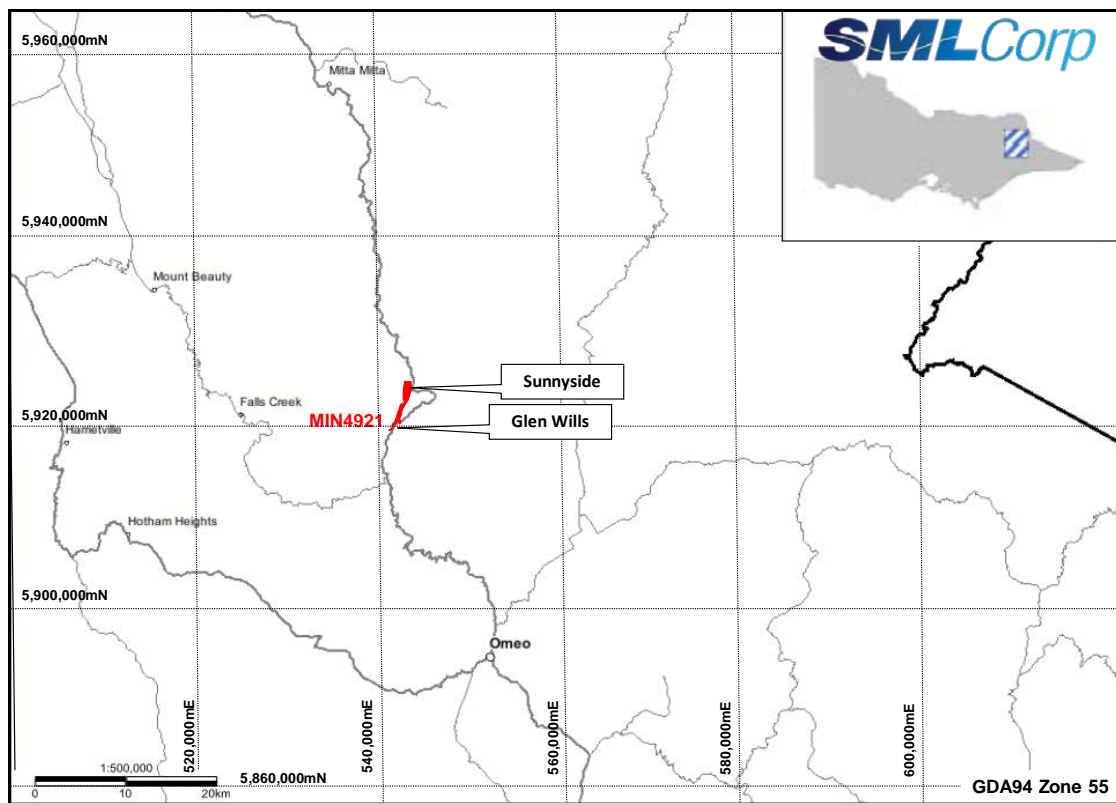 5,960,000mN
SMLCorp
Mitta Mitta
5,940,000mN
Mount Beauty
Sunnyside
Falls Creek
5,920,000mN
MIN4921
Glen Wills
Harrietville
Hotham Heights
5,900,000mN
Omeo
520,000mE
540,000mE
560,000mE
580,000mE
600,000mE
1:500,000
5,860,000mN
0 10 20km
GDA94 Zone 55